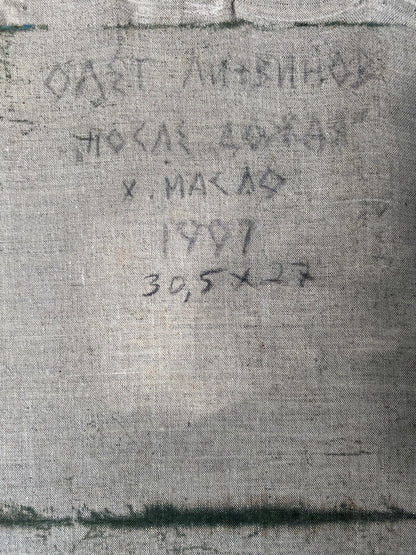 ОЛЕГ ЛИТВИНОВ
"ПОСЛЕ ДОЖДЯ"
х. МАСЛО
1997
30,5 x 27